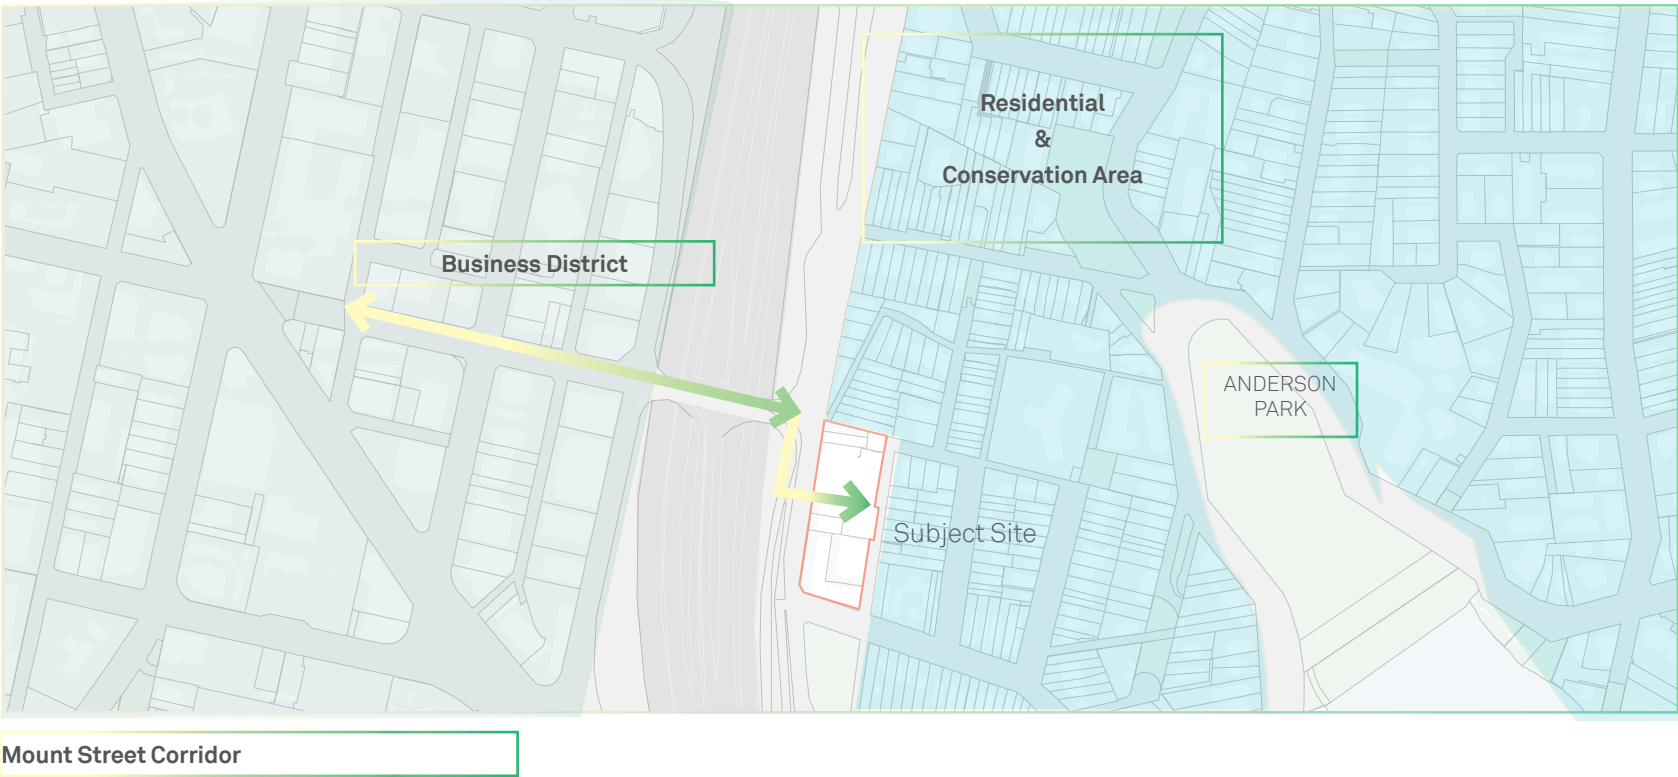 Residential
&
Conservation Area
Business District
ANDERSON
PARK
Subject Site
Mount Street Corridor